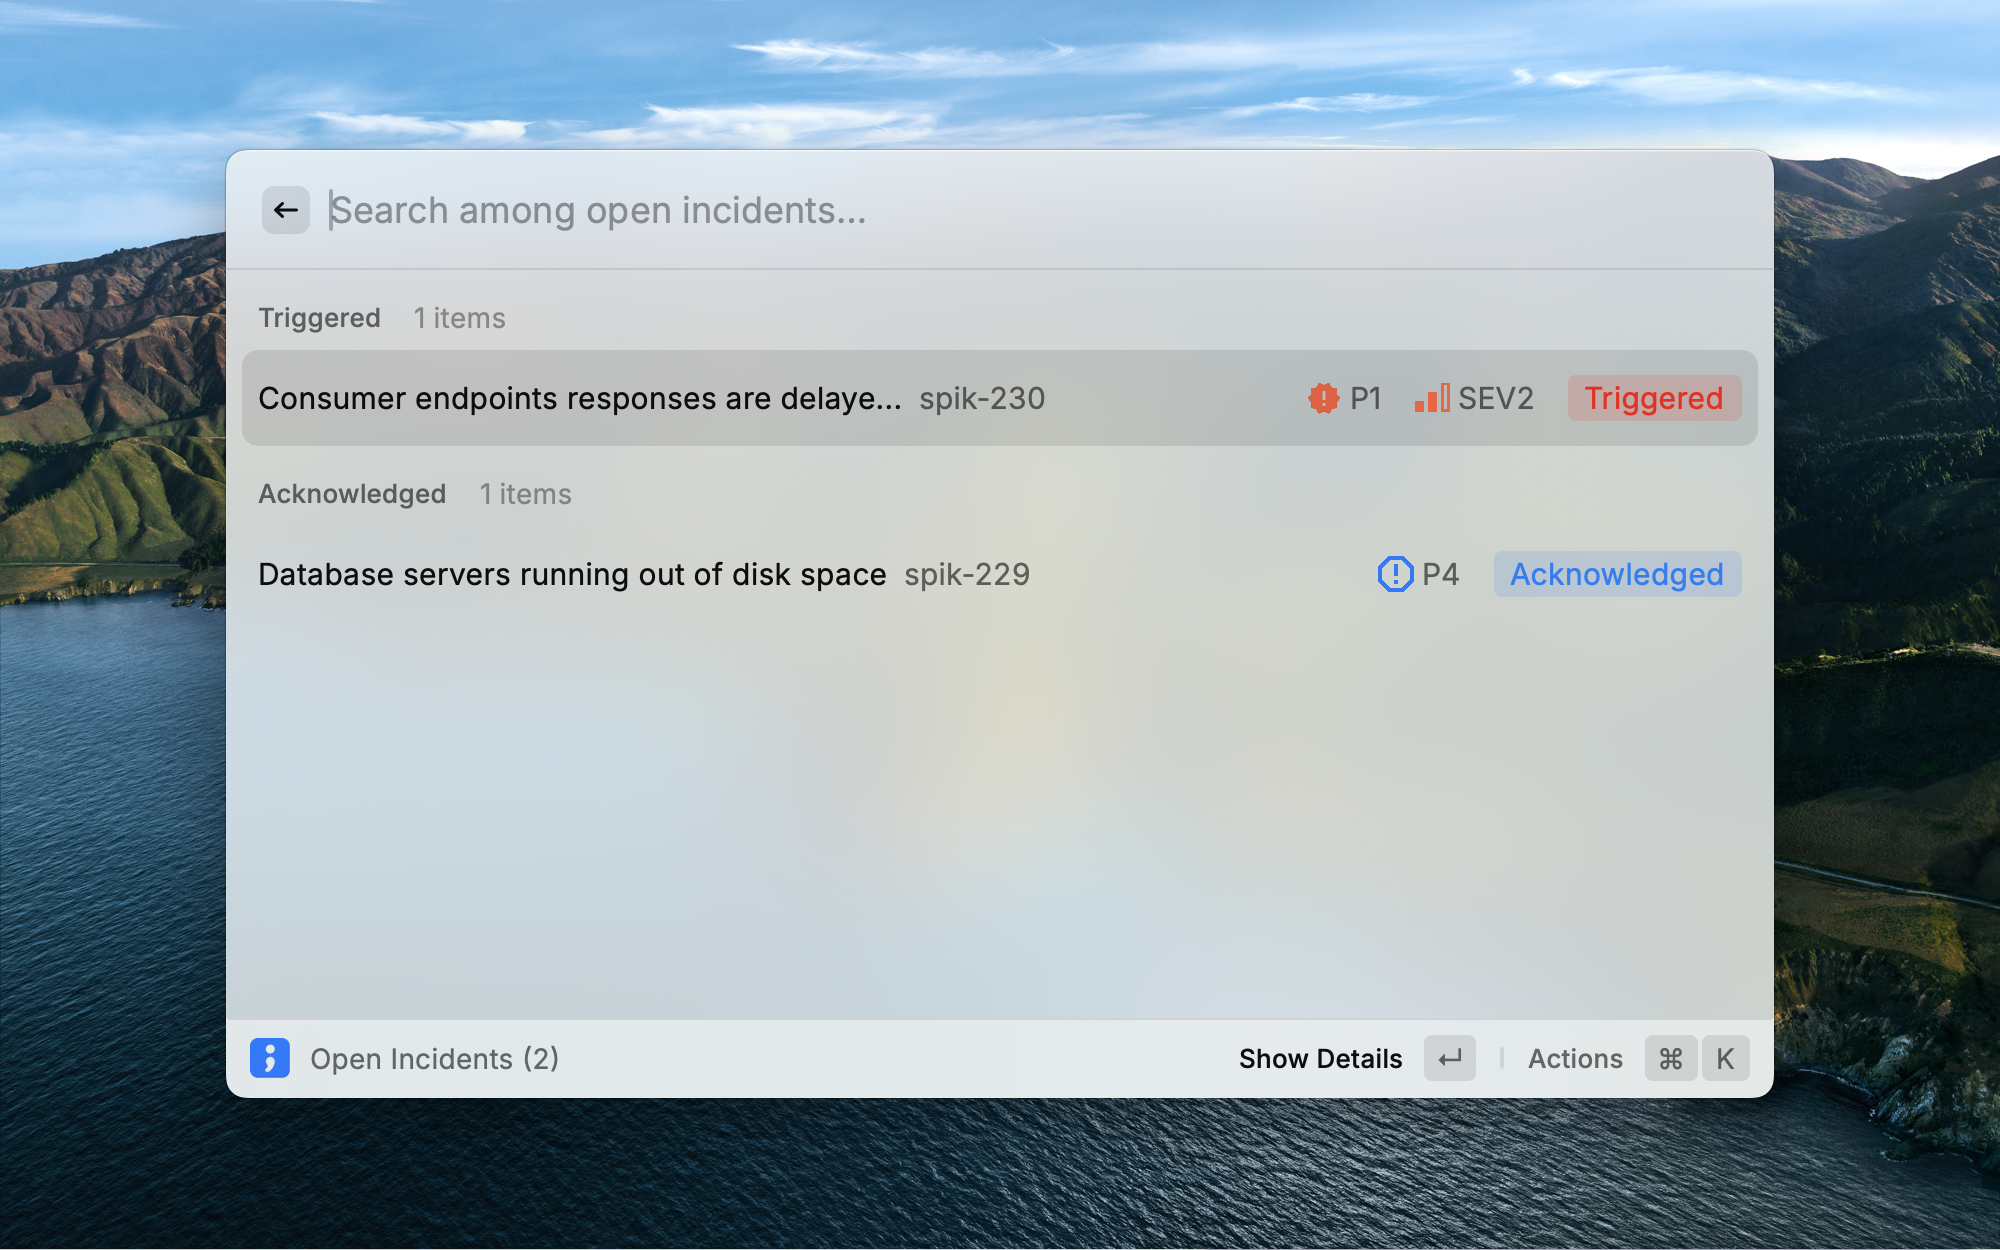 Search among open incidents...
Triggered 1 items
Consumer endpoints responses are delaye... spik-230 P1 SEV2 Triggered
Acknowledged 1 items
Database servers running out of disk space spik-229 P4 Acknowledged
Open Incidents (2) Show Details ↵ Actions ⌘ K